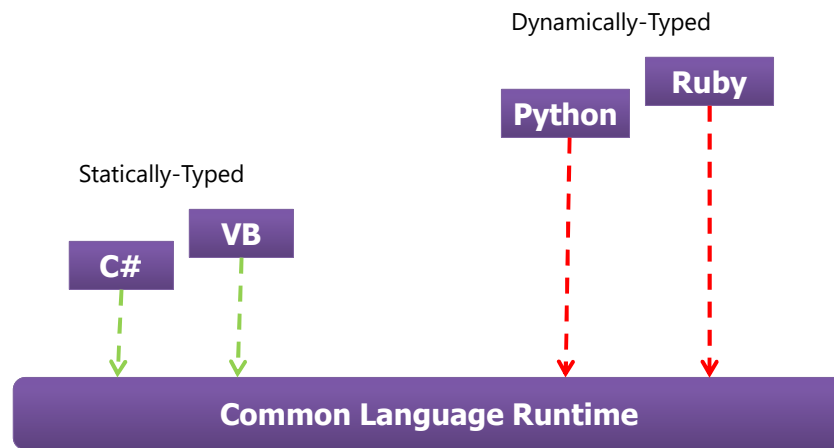 Dynamically-Typed
Ruby
Python
Statically-Typed
VB
C#
Common Language Runtime